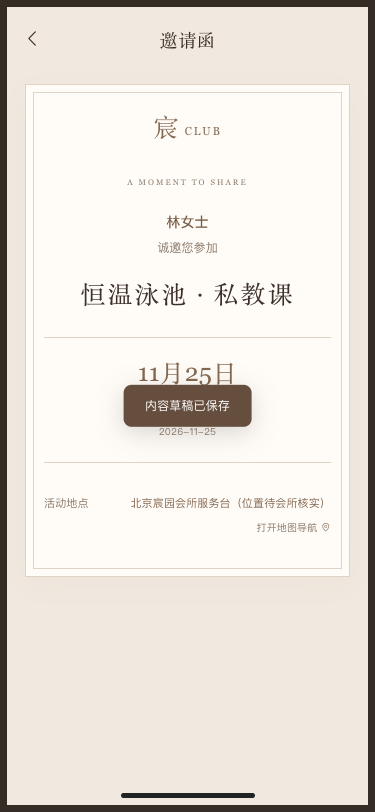 邀请函
宸 CLUB
A MOMENT TO SHARE
林女士
诚邀您参加
恒温泳池 · 私教课
11月25日
内容草稿已保存
2026-11-25
活动地点 北京宸园会所服务台（位置待会所核实）
打开地图导航